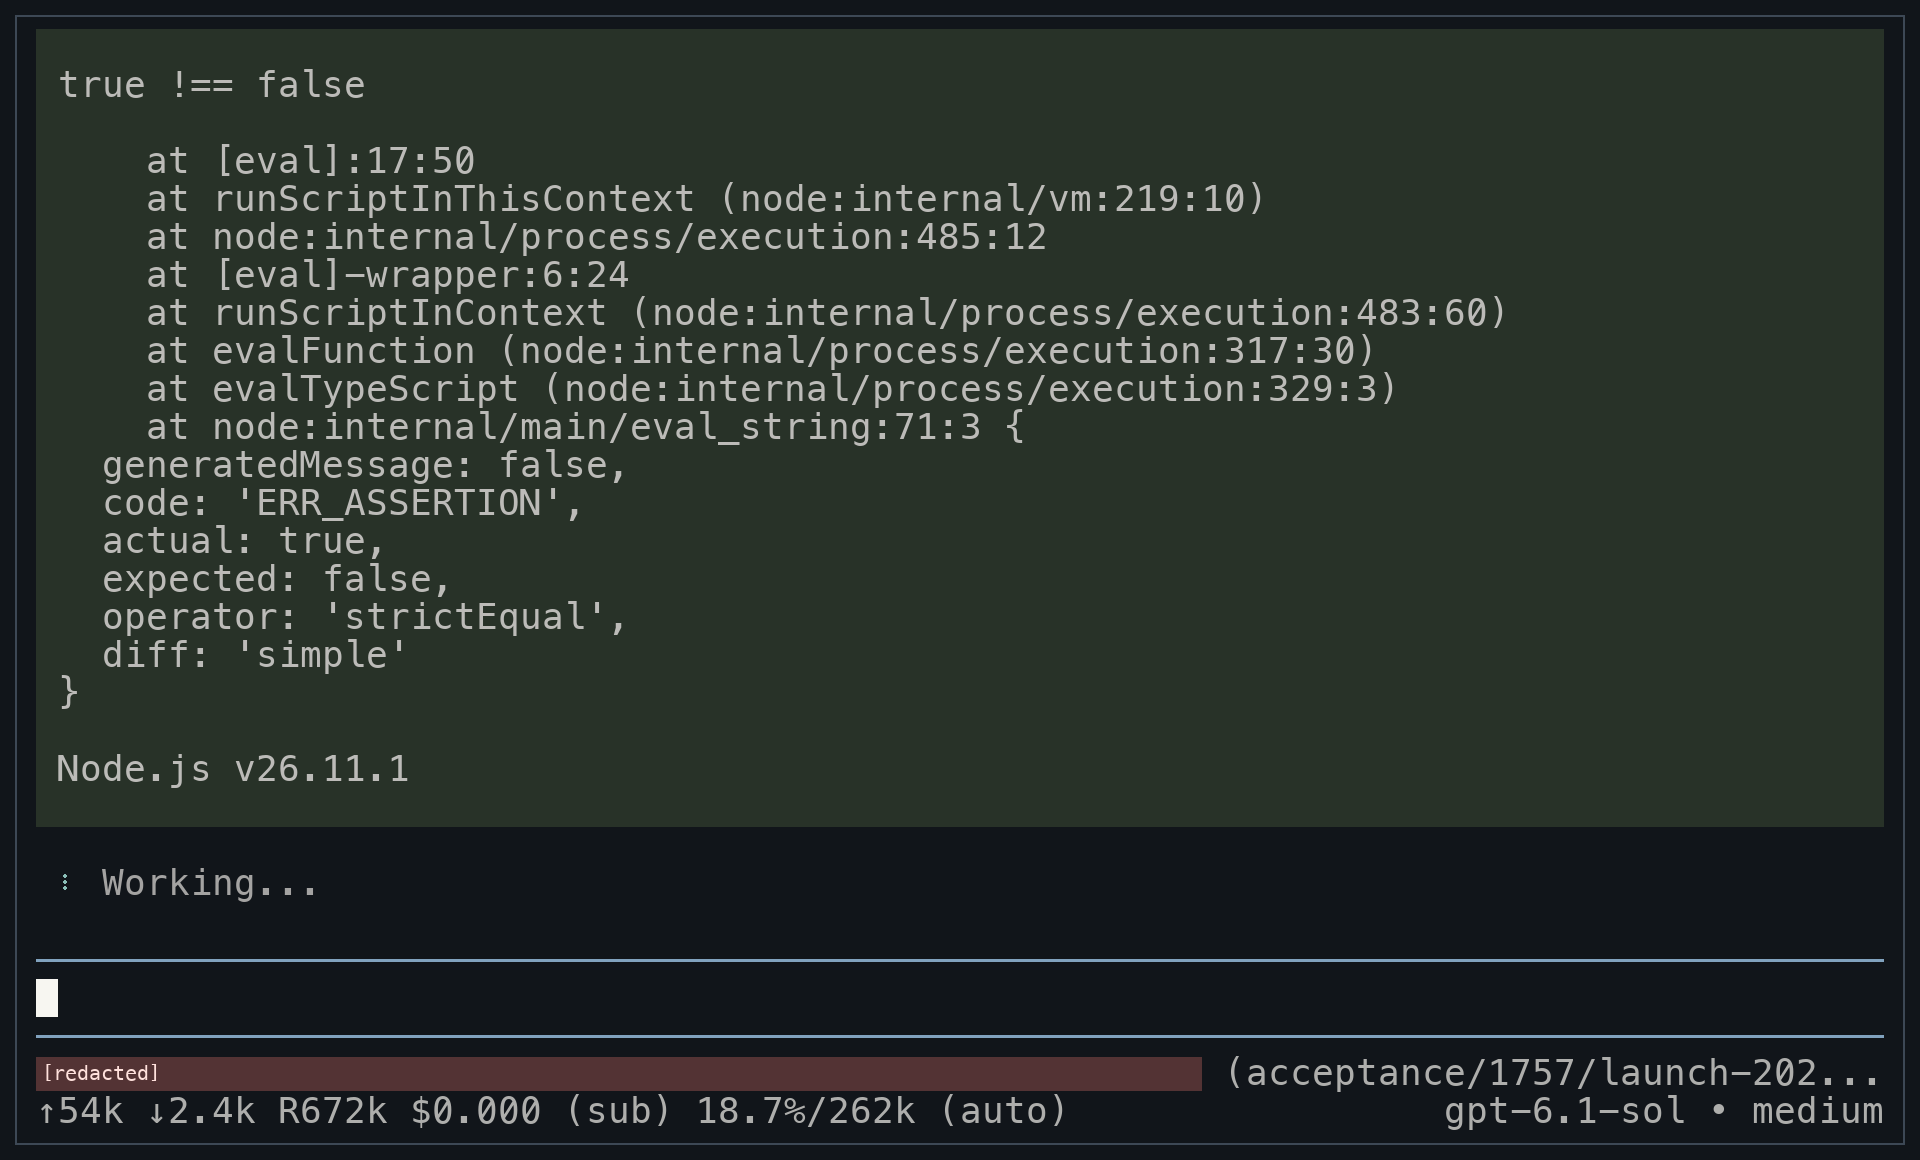 true !== false
at [eval]:17:50
at runScriptInThisContext (node:internal/vm:219:10)
at node:internal/process/execution:485:12
at [eval]-wrapper:6:24
at runScriptInContext (node:internal/process/execution:483:60)
at evalFunction (node:internal/process/execution:317:30)
at evalTypeScript (node:internal/process/execution:329:3)
at node:internal/main/eval_string:71:3 {
generatedMessage: false,
code: 'ERR_ASSERTION',
actual: true,
expected: false,
operator: 'strictEqual',
diff: 'simple'
}
Node.js v26.11.1
Working...
[redacted] (acceptance/1757/launch-202...
↑54k ↓2.4k R672k $0.000 (sub) 18.7%/262k (auto) gpt-6.1-sol • medium